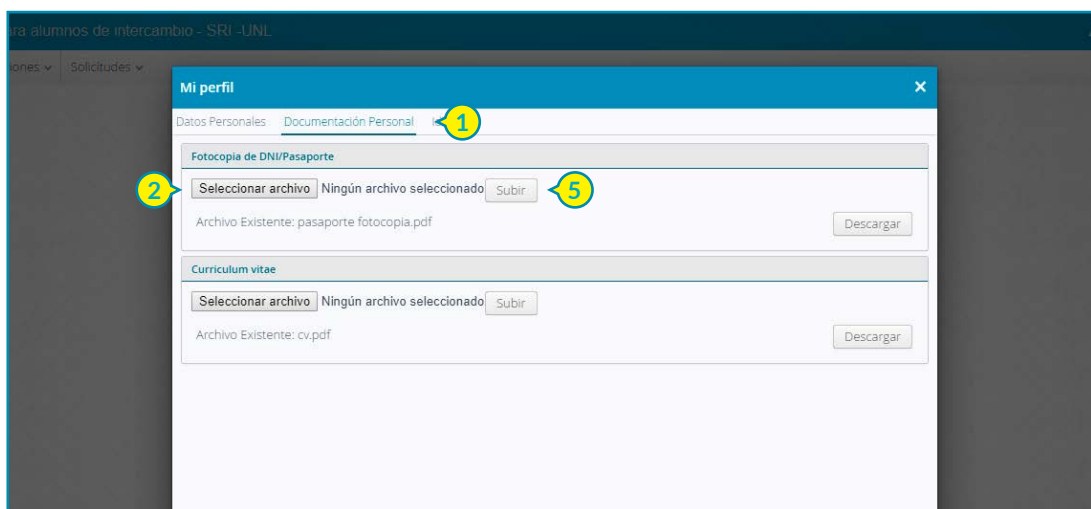 ara alumnos de intercambio - SRI -UNL
iones Solicitudes
Mi perfil
Datos Personales Documentación Personal 1
Fotocopia de DNI/Pasaporte
2 Seleccionar archivo Ningún archivo seleccionado Subir 5
Archivo Existente: pasaporte fotocopia.pdf Descargar
Curriculum vitae
Seleccionar archivo Ningún archivo seleccionado Subir
Archivo Existente: cv.pdf Descargar